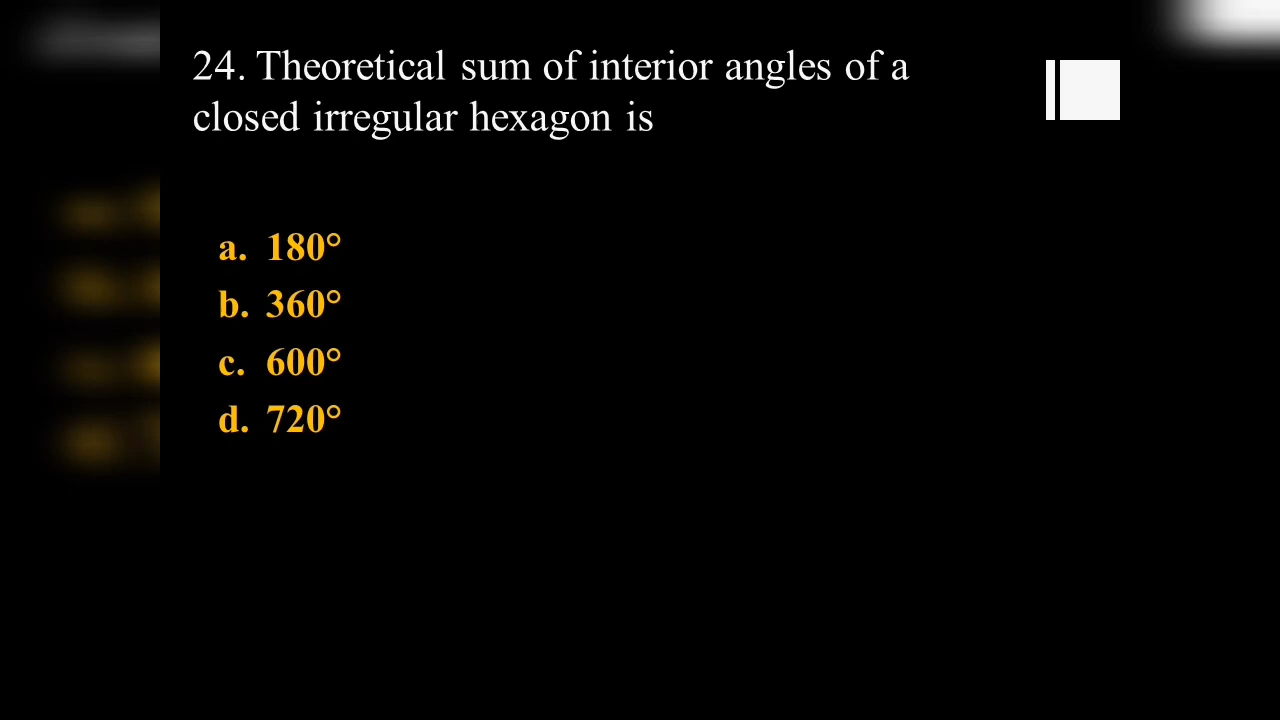 24. Theoretical sum of interior angles of a
closed irregular hexagon is
a. 180°
b. 360°
c. 600°
d. 720°